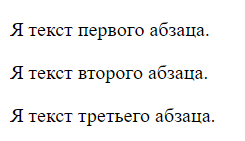 Я текст первого абзаца.
Я текст второго абзаца.
Я текст третьего абзаца.